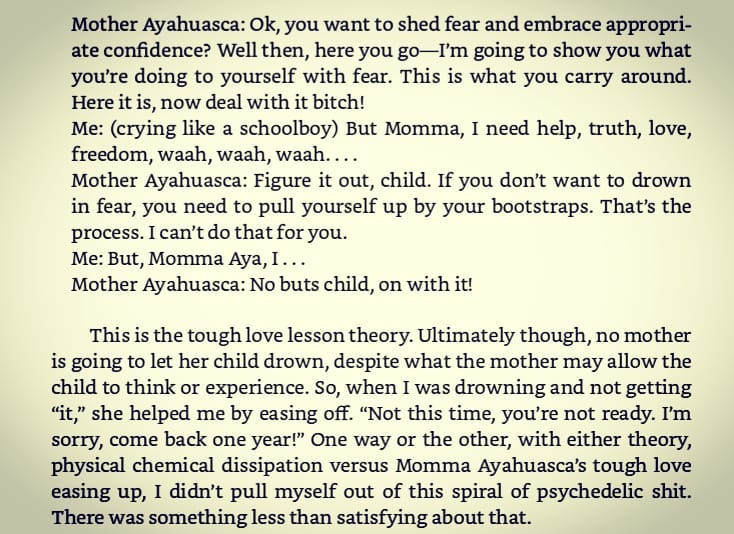 Mother Ayahuasca: Ok, you want to shed fear and embrace appropri-
ate confidence? Well then, here you go—I'm going to show you what
you're doing to yourself with fear. This is what you carry around.
Here it is, now deal with it bitch!
Me: (crying like a schoolboy) But Momma, I need help, truth, love,
freedom, waah, waah, waah. . . .
Mother Ayahuasca: Figure it out, child. If you don't want to drown
in fear, you need to pull yourself up by your bootstraps. That's the
process. I can't do that for you.
Me: But, Momma Aya, I . . .
Mother Ayahuasca: No buts child, on with it!
This is the tough love lesson theory. Ultimately though, no mother
is going to let her child drown, despite what the mother may allow the
child to think or experience. So, when I was drowning and not getting
“it,” she helped me by easing off. “Not this time, you're not ready. I'm
sorry, come back one year!” One way or the other, with either theory,
physical chemical dissipation versus Momma Ayahuasca's tough love
easing up, I didn't pull myself out of this spiral of psychedelic shit.
There was something less than satisfying about that.